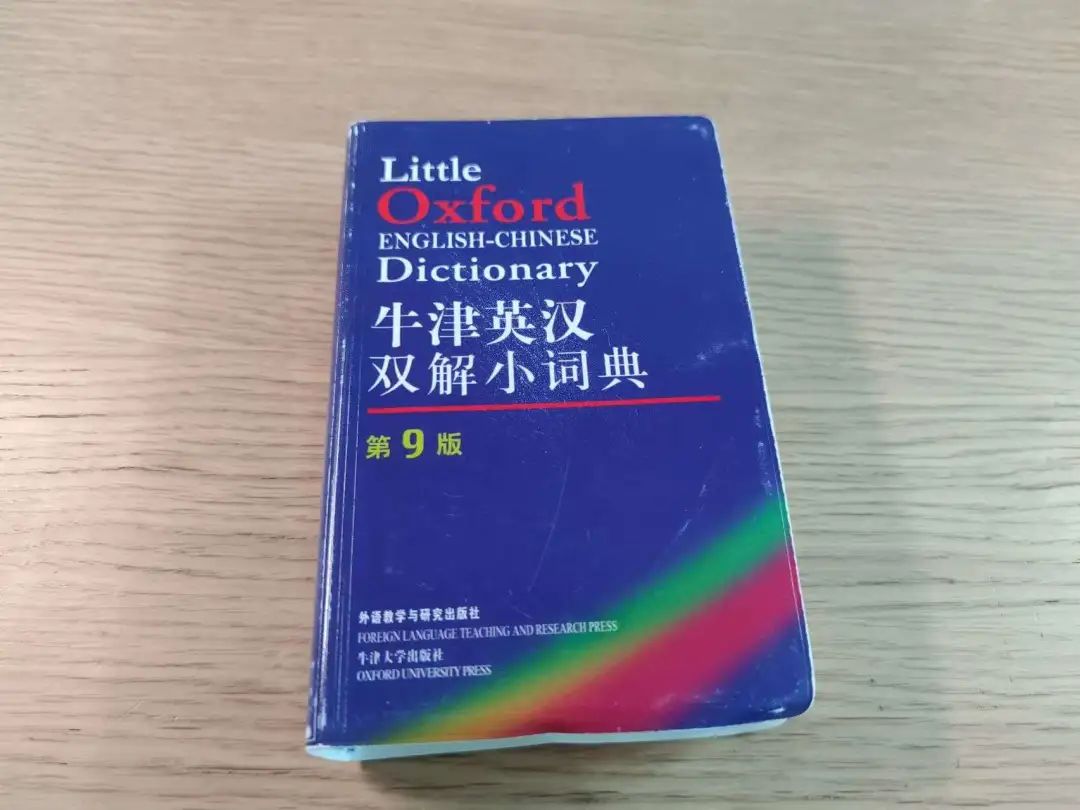 Little
Oxford
ENGLISH-CHINESE
Dictionary
牛津英汉
双解小词典
第9版
外语教学与研究出版社
FOREIGN LANGUAGE TEACHING AND RESEARCH PRESS
牛津大学出版社
OXFORD UNIVERSITY PRESS